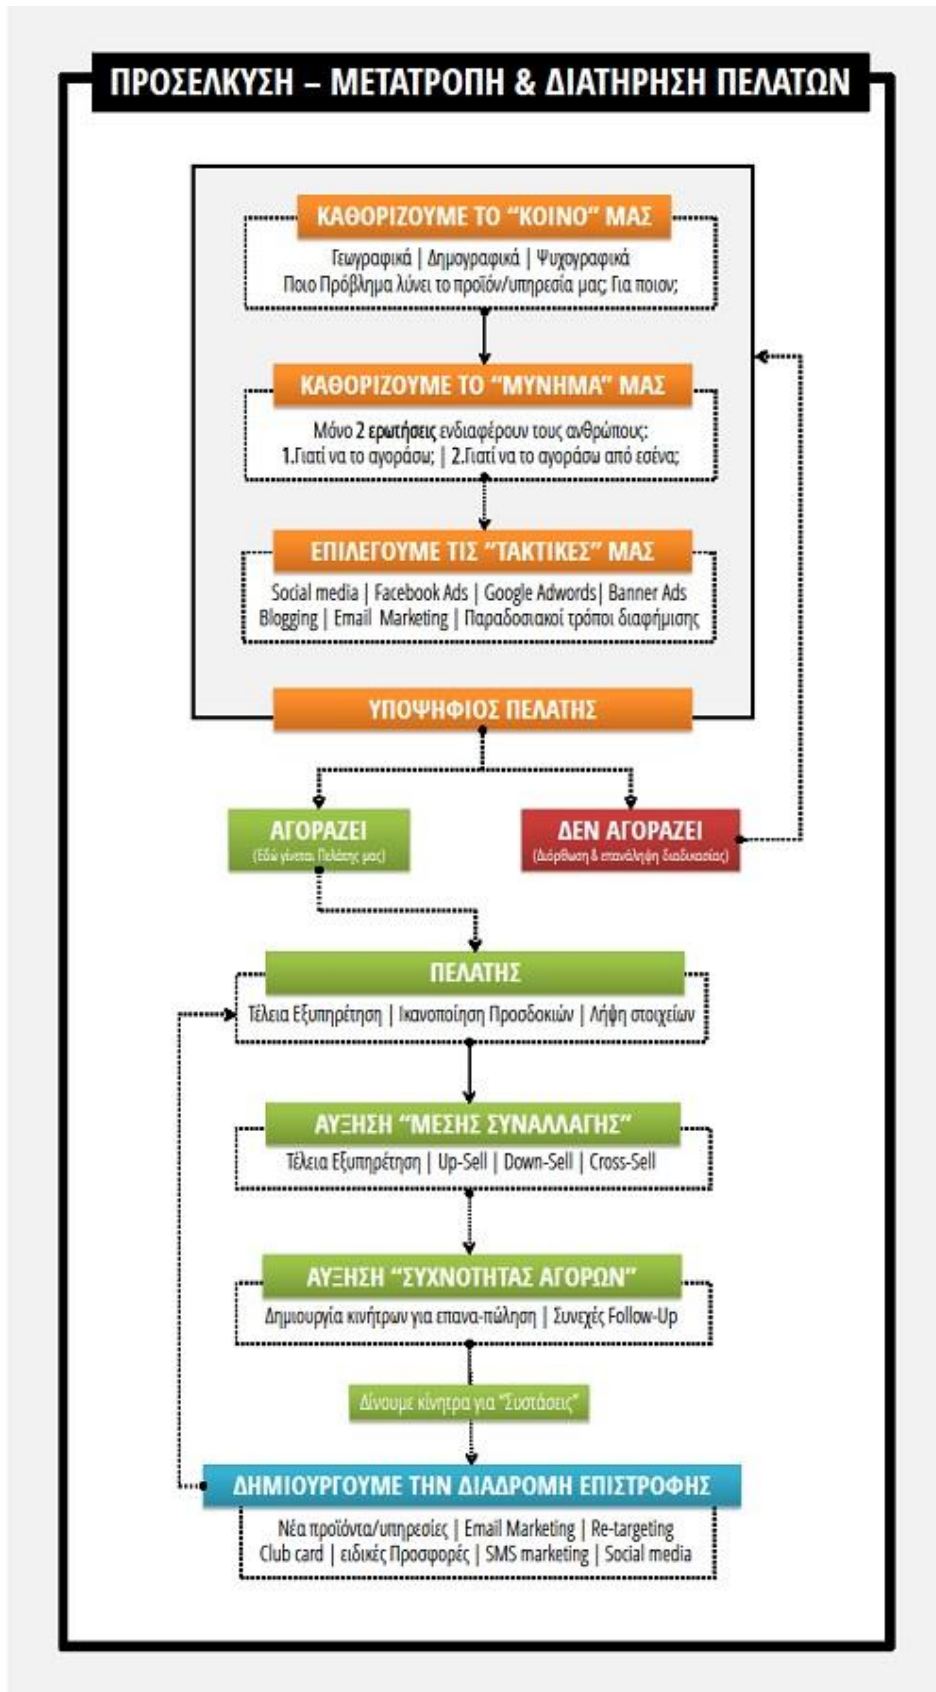 ΠΡΟΣΕΛΚΥΣΗ – ΜΕΤΑΤΡΟΠΗ & ΔΙΑΤΗΡΗΣΗ ΠΕΛΑΤΩΝ
ΚΑΘΟΡΙΖΟΥΜΕ ΤΟ “ΚΟΙΝΟ” ΜΑΣ
Γεωγραφικά | Δημογραφικά | Ψυχογραφικά
Ποιο Πρόβλημα λύνει το προϊόν/υπηρεσία μας; Για ποιον;
ΚΑΘΟΡΙΖΟΥΜΕ ΤΟ “ΜΥΝΗΜΑ” ΜΑΣ
Μόνο 2 ερωτήσεις ενδιαφέρουν τους ανθρώπους:
1.Γιατί να το αγοράσω; | 2.Γιατί να το αγοράσω από εσένα;
ΕΠΙΛΕΓΟΥΜΕ ΤΙΣ “ΤΑΚΤΙΚΕΣ” ΜΑΣ
Social media | Facebook Ads | Google Adwords| Banner Ads
Blogging | Email Marketing | Παραδοσιακοί τρόποι διαφήμισης
ΥΠΟΨΗΦΙΟΣ ΠΕΛΑΤΗΣ
ΑΓΟΡΑΖΕΙ
(Εδώ γίνεται Πελάτης μας)
ΔΕΝ ΑΓΟΡΑΖΕΙ
(Διόρθωση & επανάληψη διαδικασίας)
ΠΕΛΑΤΗΣ
Τέλεια Εξυπηρέτηση | Ικανοποίηση Προσδοκιών | Λήψη στοιχείων
ΑΥΞΗΣΗ “ΜΕΣΗΣ ΣΥΝΑΛΛΑΓΗΣ”
Τέλεια Εξυπηρέτηση | Up-Sell | Down-Sell | Cross-Sell
ΑΥΞΗΣΗ “ΣΥΧΝΟΤΗΤΑΣ ΑΓΟΡΩΝ”
Δημιουργία κινήτρων για επανα-πώληση | Συνεχές Follow-Up
Δίνουμε κίνητρα για “Συστάσεις”
ΔΗΜΙΟΥΡΓΟΥΜΕ ΤΗΝ ΔΙΑΔΡΟΜΗ ΕΠΙΣΤΡΟΦΗΣ
Νέα προϊόντα/υπηρεσίες | Email Marketing | Re-targeting
Club card | ειδικές Προσφορές | SMS marketing | Social media